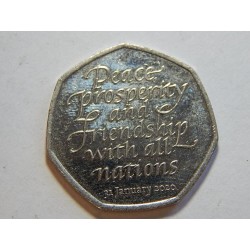 Peace
prosperity
and
friendship
with all
nations
31 January 2020